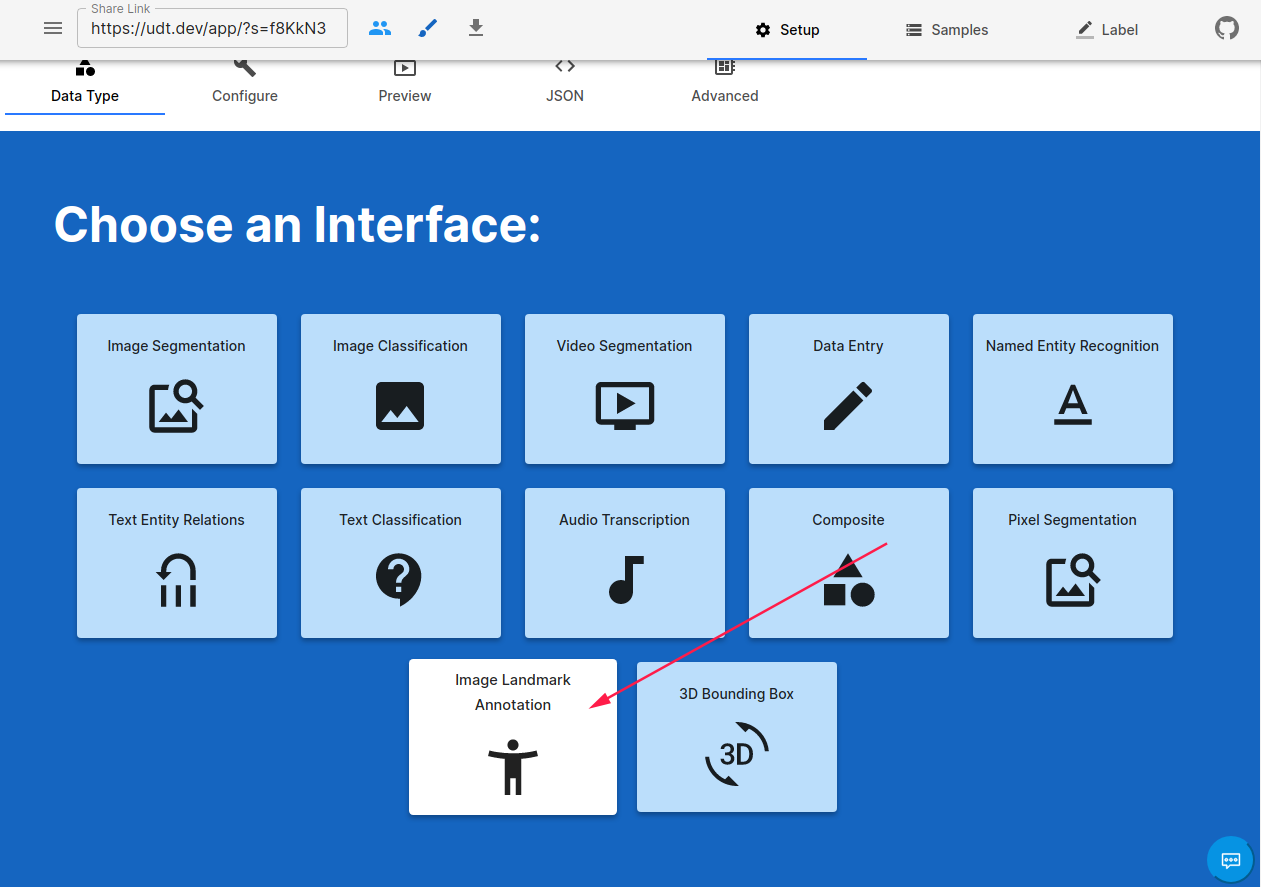 Share Link
https://udt.dev/app/?s=f8KkN3
Setup
Samples
Label
Data Type
Configure
Preview
JSON
Advanced
Choose an Interface:
Image Segmentation
Image Classification
Video Segmentation
Data Entry
Named Entity Recognition
A
Text Entity Relations
Text Classification
Audio Transcription
Composite
Pixel Segmentation
Image Landmark
Annotation
3D Bounding Box
3D